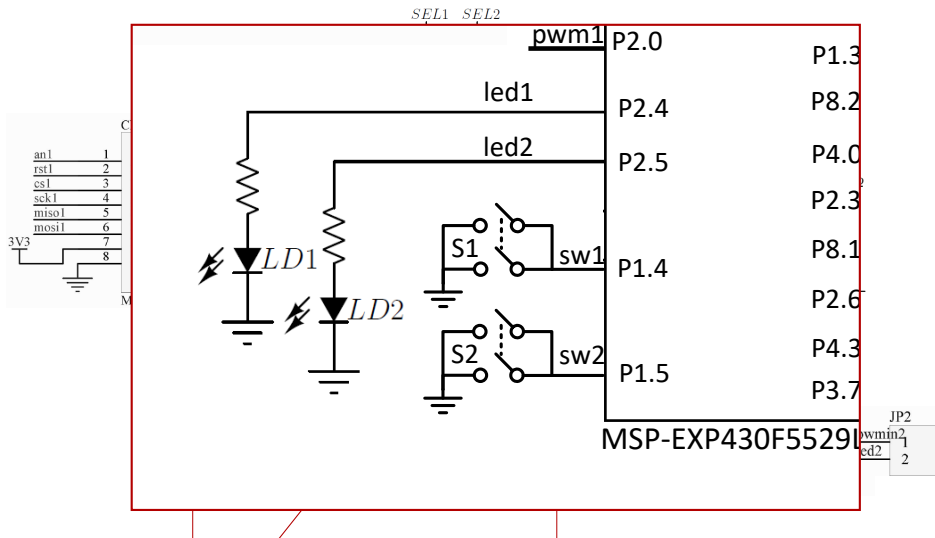 SEL1 SEL2
pwm1
P2.0
P1.3
led1
P2.4
P8.2
led2
P2.5
P4.0
P2.3
S1
sw1
P1.4
P8.1
LD1
LD2
P2.6
S2
sw2
P1.5
P4.3
P3.7
MSP-EXP430F5529L
an1 1
rst1 2
cs1 3
sck1 4
miso1 5
mosi1 6
3V3 7
8
M
JP2
pwmin2 1
ed2 2